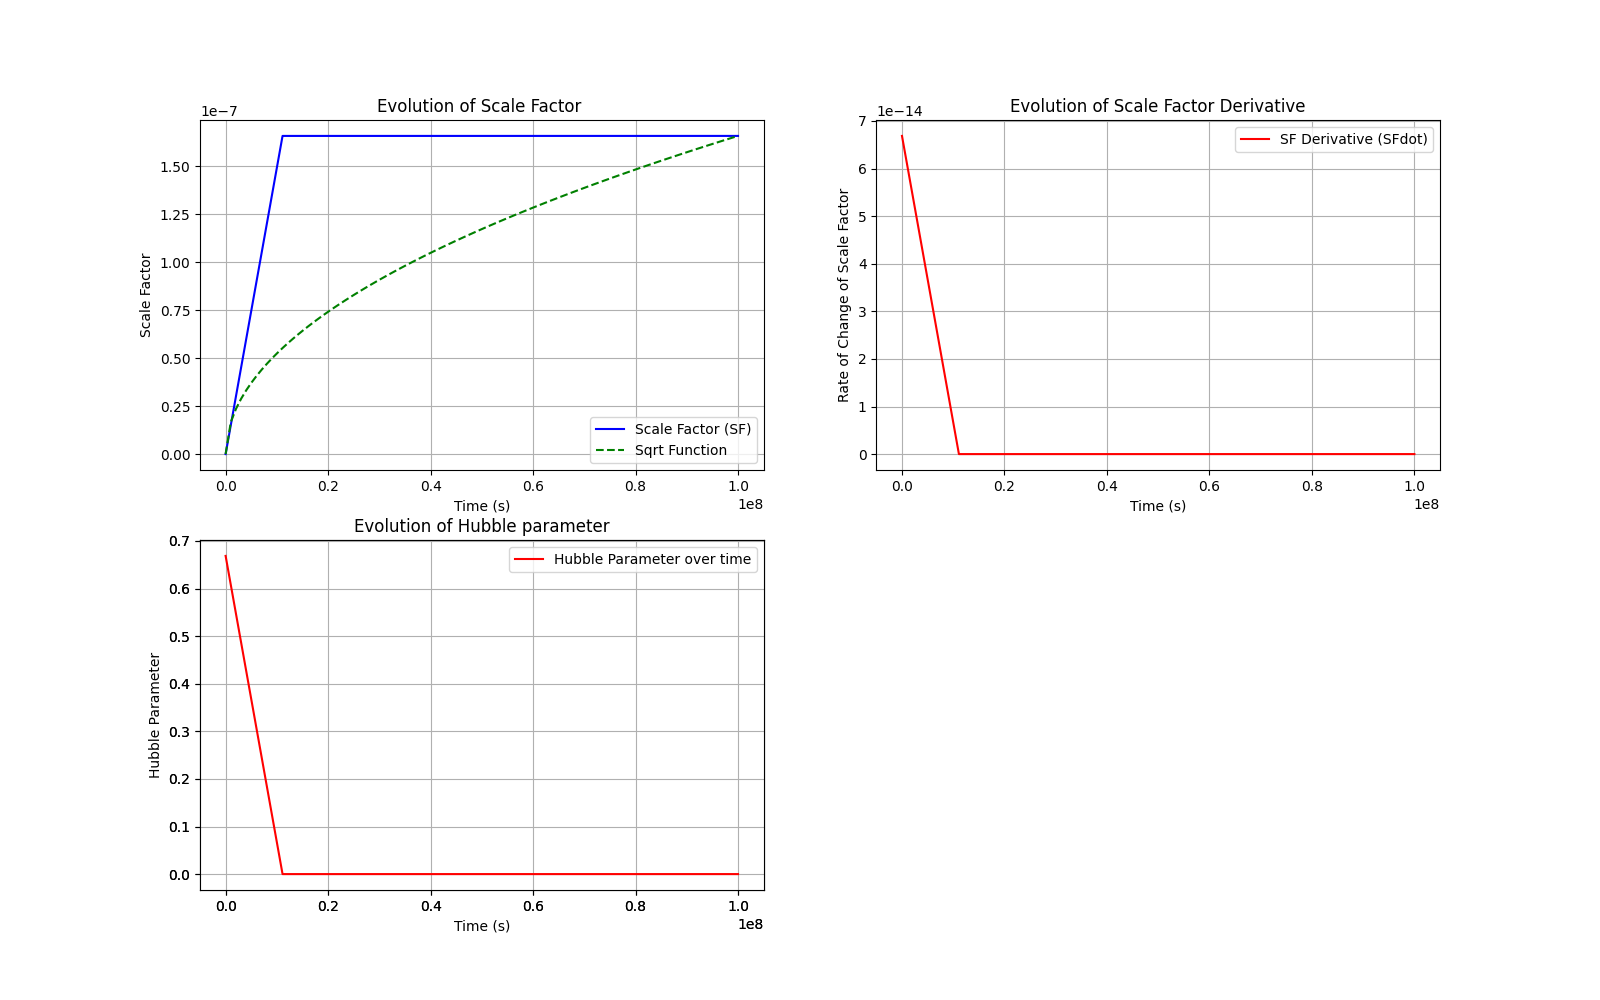 Evolution of Scale Factor
1e−7
Scale Factor
1.50
1.25
1.00
0.75
0.50
0.25
0.00
Scale Factor (SF)
Sqrt Function
0.0 0.2 0.4 0.6 0.8 1.0
1e8
Time (s)
Evolution of Scale Factor Derivative
1e−14
Rate of Change of Scale Factor
7
6
5
4
3
2
1
0
SF Derivative (SFdot)
0.0 0.2 0.4 0.6 0.8 1.0
1e8
Time (s)
Evolution of Hubble parameter
Hubble Parameter
0.7
0.6
0.5
0.4
0.3
0.2
0.1
0.0
Hubble Parameter over time
0.0 0.2 0.4 0.6 0.8 1.0
1e8
Time (s)